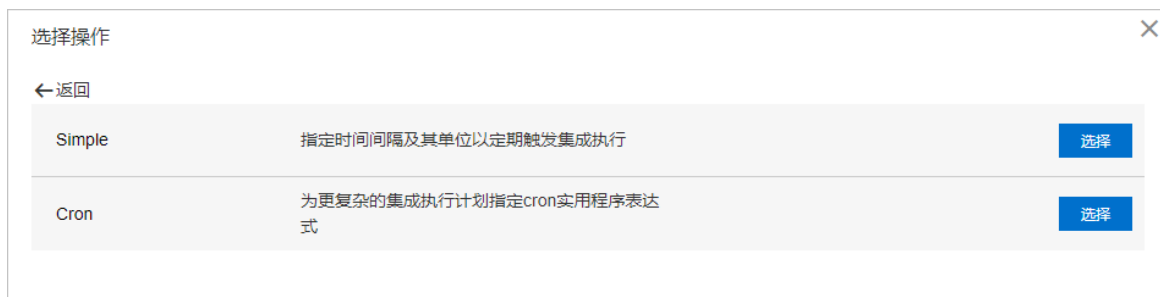 选择操作
←返回
Simple 指定时间间隔及其单位以定期触发集成执行 选择
Cron 为更复杂的集成执行计划指定cron实用程序表达
式 选择